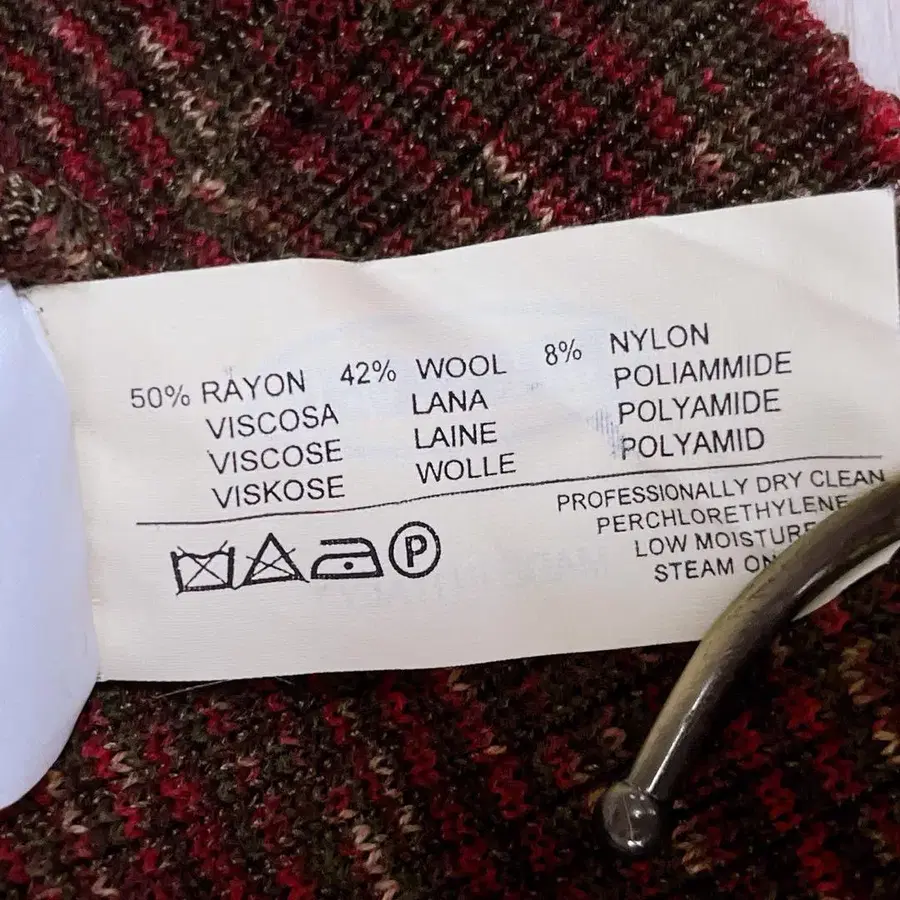 50% RAYON 42% WOOL 8% NYLON
VISCOSA LANA POLIAMMIDE
VISCOSE LAINE POLYAMIDE
VISKOSE WOLLE POLYAMID
PROFESSIONALLY DRY CLEAN
PERCHLORETHYLENE
LOW MOISTURE
STEAM
P